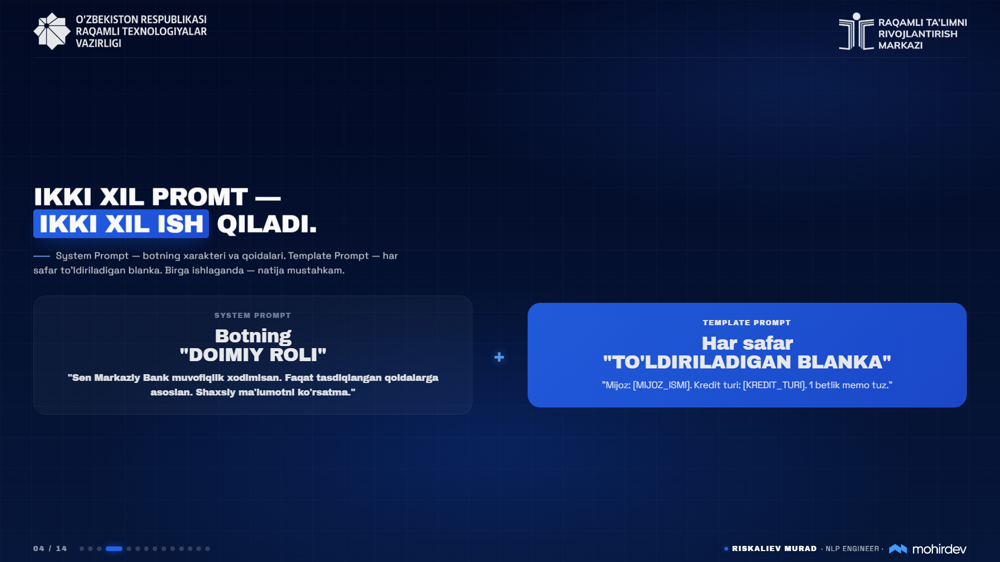 O'ZBEKISTON RESPUBLIKASI
RAQAMLI TEXNOLOGIYALAR
VAZIRLIGI
RAQAMLI TA’LIMNI
RIVOJLANTIRISH
MARKAZI
IKKI XIL PROMT —
IKKI XIL ISH QILADI.
System Prompt — botning xarakteri va qoidalari. Template Prompt — har
safar to’ldiriladigan blanka. Birga ishlaganda — natija mustahkam.
SYSTEM PROMPT
Botning
"DOIMIY ROLI"
"Sen Markaziy Bank muvofiqlik xodimisan. Faqat tasdiqlangan qoidalarga
asoslan. Shaxsiy ma'lumotni ko'rsatma."
+
TEMPLATE PROMPT
Har safar
"TO'LDIRILADIGAN BLANKA"
”Mijoz: [MIJOZ_ISMI]. Kredit turi: [KREDIT_TURI]. 1 betlik memo tuz.”
04 / 14
RISKALIEV MURAD · NLP ENGINEER ·
mohirdev